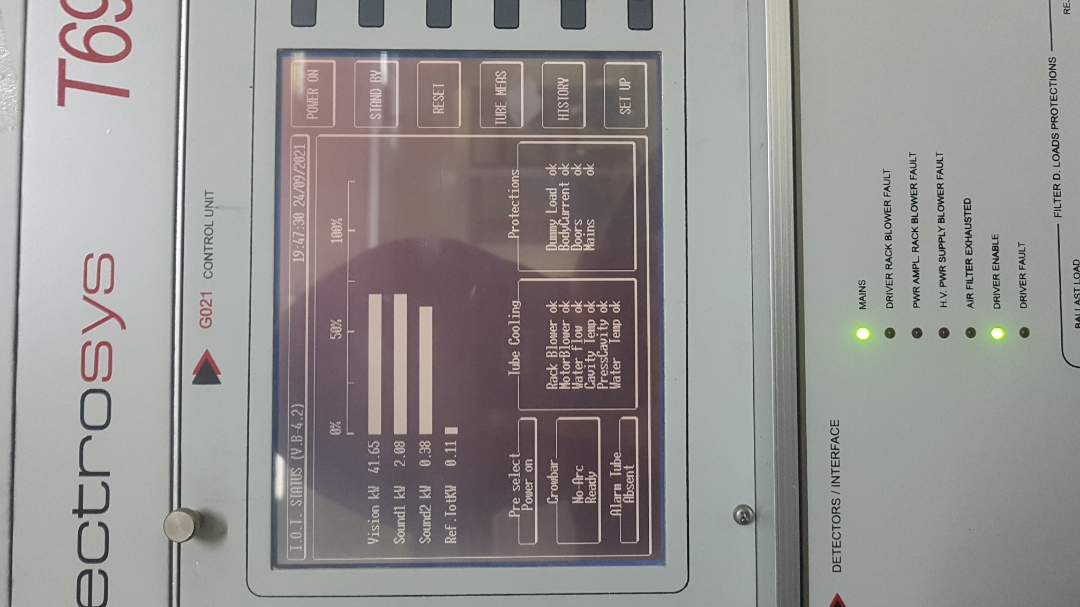 ectrosys T69
G021 CONTROL UNIT
I.O.T. STATUS (V.B-4.2) 19:47:30 24/09/2021
0% 50% 100%
Vision kW 41.65
Sound1 kW 2.08
Sound2 kW 0.38
Ref.TotKW 0.11
POWER ON
STAND BY
RESET
TUBE MEAS
HISTORY
SET UP
Pre select
Power on
Crowbar
No-Arc
Ready
Alarm Tube
Absent
Tube Cooling
Rack Blower ok
MotorBlower ok
Water flow ok
Cavity Temp ok
PressCavity ok
Water Temp ok
Protections
Dummy Load ok
BodyCurrent ok
Doors ok
Mains ok
DETECTORS / INTERFACE
MAINS
DRIVER RACK BLOWER FAULT
PWR AMPL. RACK BLOWER FAULT
H.V. PWR SUPPLY BLOWER FAULT
AIR FILTER EXHAUSTED
DRIVER ENABLE
DRIVER FAULT
FILTER D. LOADS PROTECTIONS
BALLAST LOAD RE